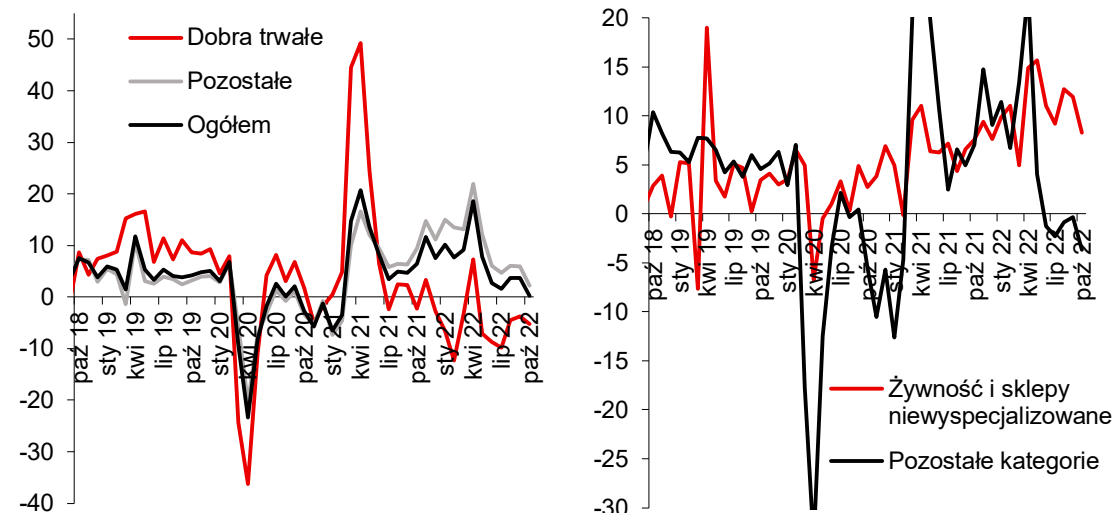 50
40
30
20
10
0
-10
-20
-30
-40
Dobra trwałe
Pozostałe
Ogółem
paź 18
sty 19
kwi 19
lip 19
paź 19
sty 20
kwi 20
lip 20
paź 20
sty 21
kwi 21
lip 21
paź 21
sty 22
kwi 22
lip 22
paź 22
20
15
10
5
0
-5
-10
-15
-20
-25
-30
paź 18
sty 19
kwi 19
lip 19
paź 19
sty 20
kwi 20
lip 20
paź 20
sty 21
kwi 21
lip 21
paź 21
sty 22
kwi 22
lip 22
paź 22
Żywność i sklepy
niewyspecjalizowane
Pozostałe kategorie